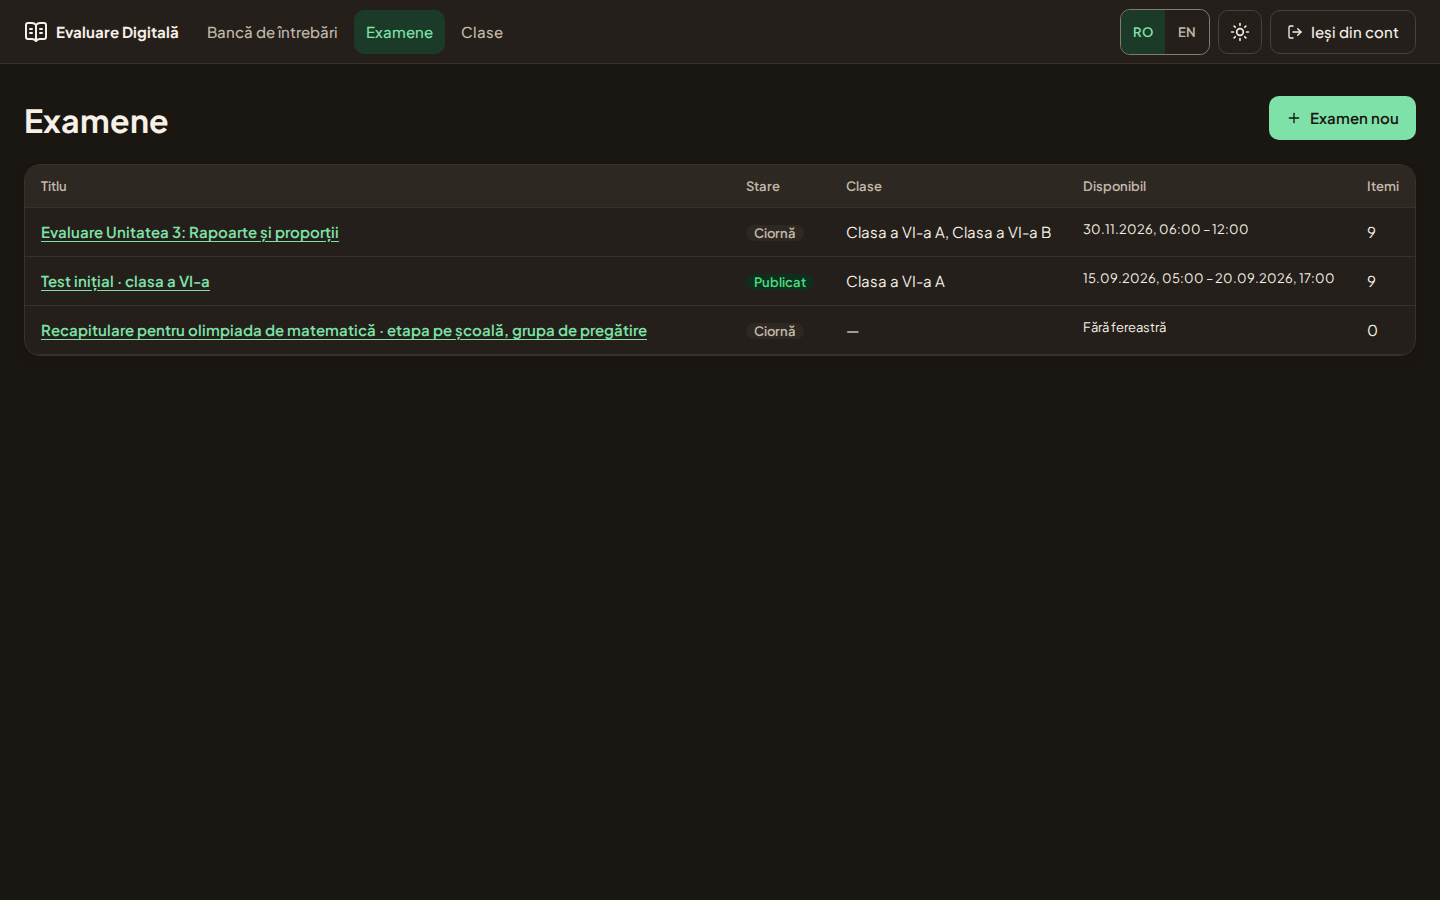 Evaluare Digitală Bancă de întrebări Examene Clase RO EN Ieși din cont
Examene + Examen nou
Titlu Stare Clase Disponibil Itemi
Evaluare Unitatea 3: Rapoarte și proporții Ciornă Clasa a VI-a A, Clasa a VI-a B 30.11.2026, 06:00 – 12:00 9
Test inițial · clasa a VI-a Publicat Clasa a VI-a A 15.09.2026, 05:00 – 20.09.2026, 17:00 9
Recapitulare pentru olimpiada de matematică · etapa pe școală, grupa de pregătire Ciornă — Fără fereastră 0